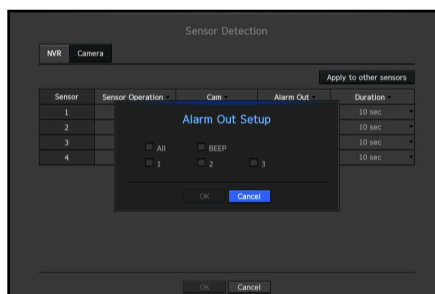 Sensor Detection
NVR Camera
Apply to other sensors
Sensor Sensor Operation Cam Alarm Out Duration
1 10 sec
2 10 sec
3 10 sec
4 10 sec
Alarm Out Setup
All BEEP
1 2 3
OK Cancel
OK Cancel